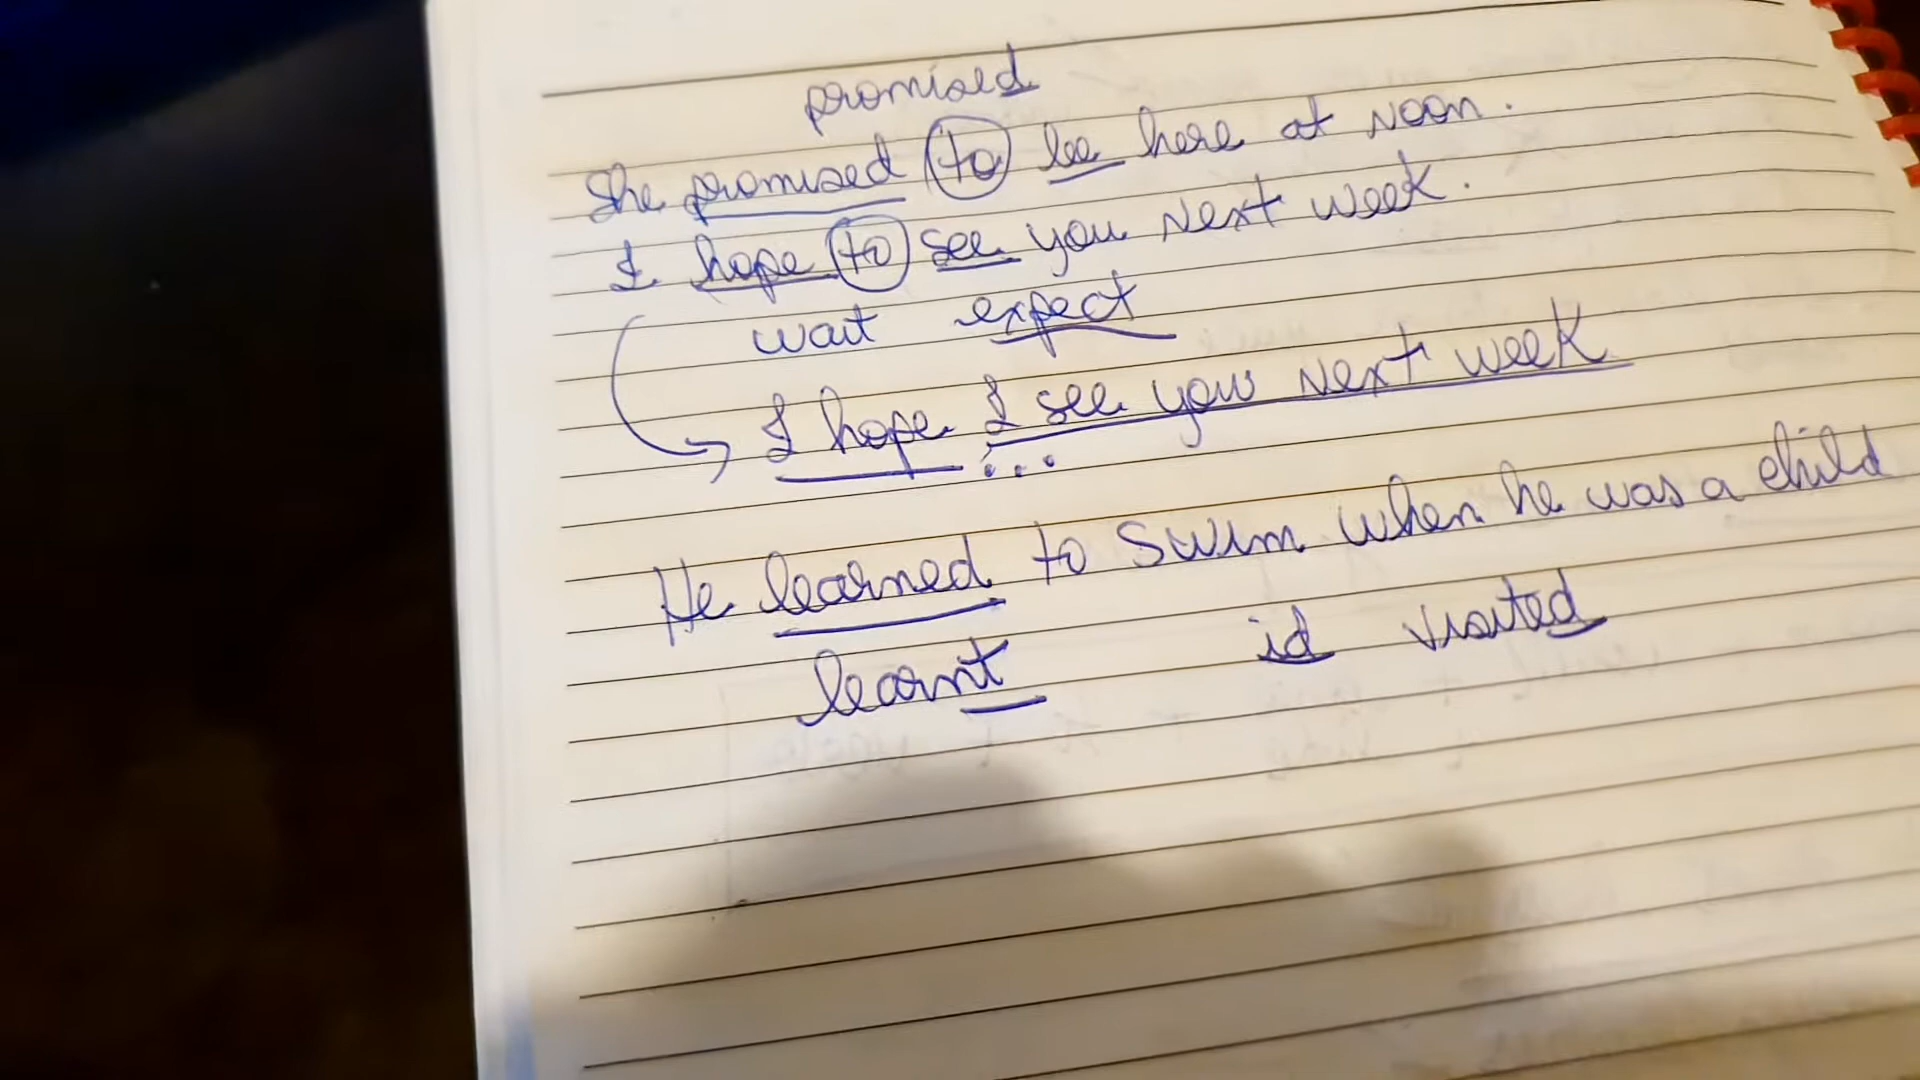 promised
She promised to be here at Noon.
I hope to see you Next week.
wait expect
I hope I see you Next week
...
He learned to swim when he was a child
learnt id visited